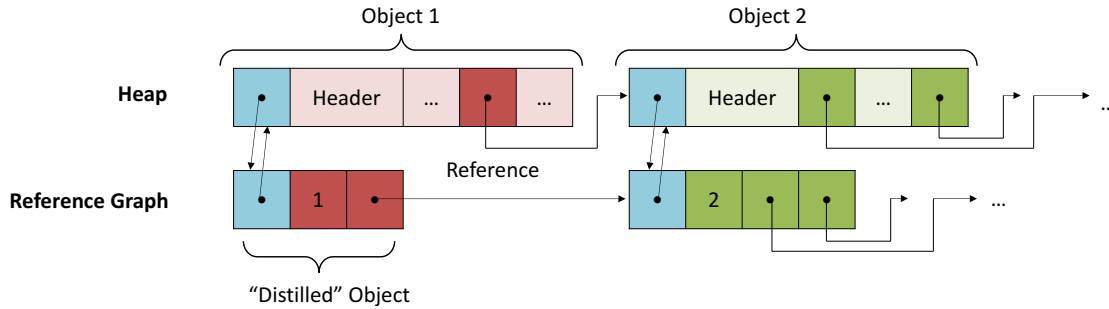 Object 1
Object 2
Heap
Header
...
...
Header
...
...
Reference
Reference Graph
1
2
...
“Distilled” Object